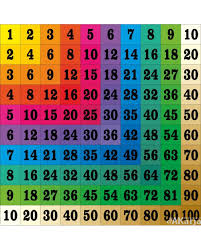 1 2 3 4 5 6 7 8 9 10
2 4 6 8 10 12 14 16 18 20
3 6 9 12 15 18 21 24 27 30
4 8 12 16 20 24 28 32 36 40
5 10 15 20 25 30 35 40 45 50
6 12 18 24 30 36 42 48 54 60
7 14 21 28 35 42 49 56 63 70
8 16 24 32 40 48 56 64 72 80
9 18 27 36 45 54 63 72 81 90
10 20 30 40 50 60 70 80 90 100